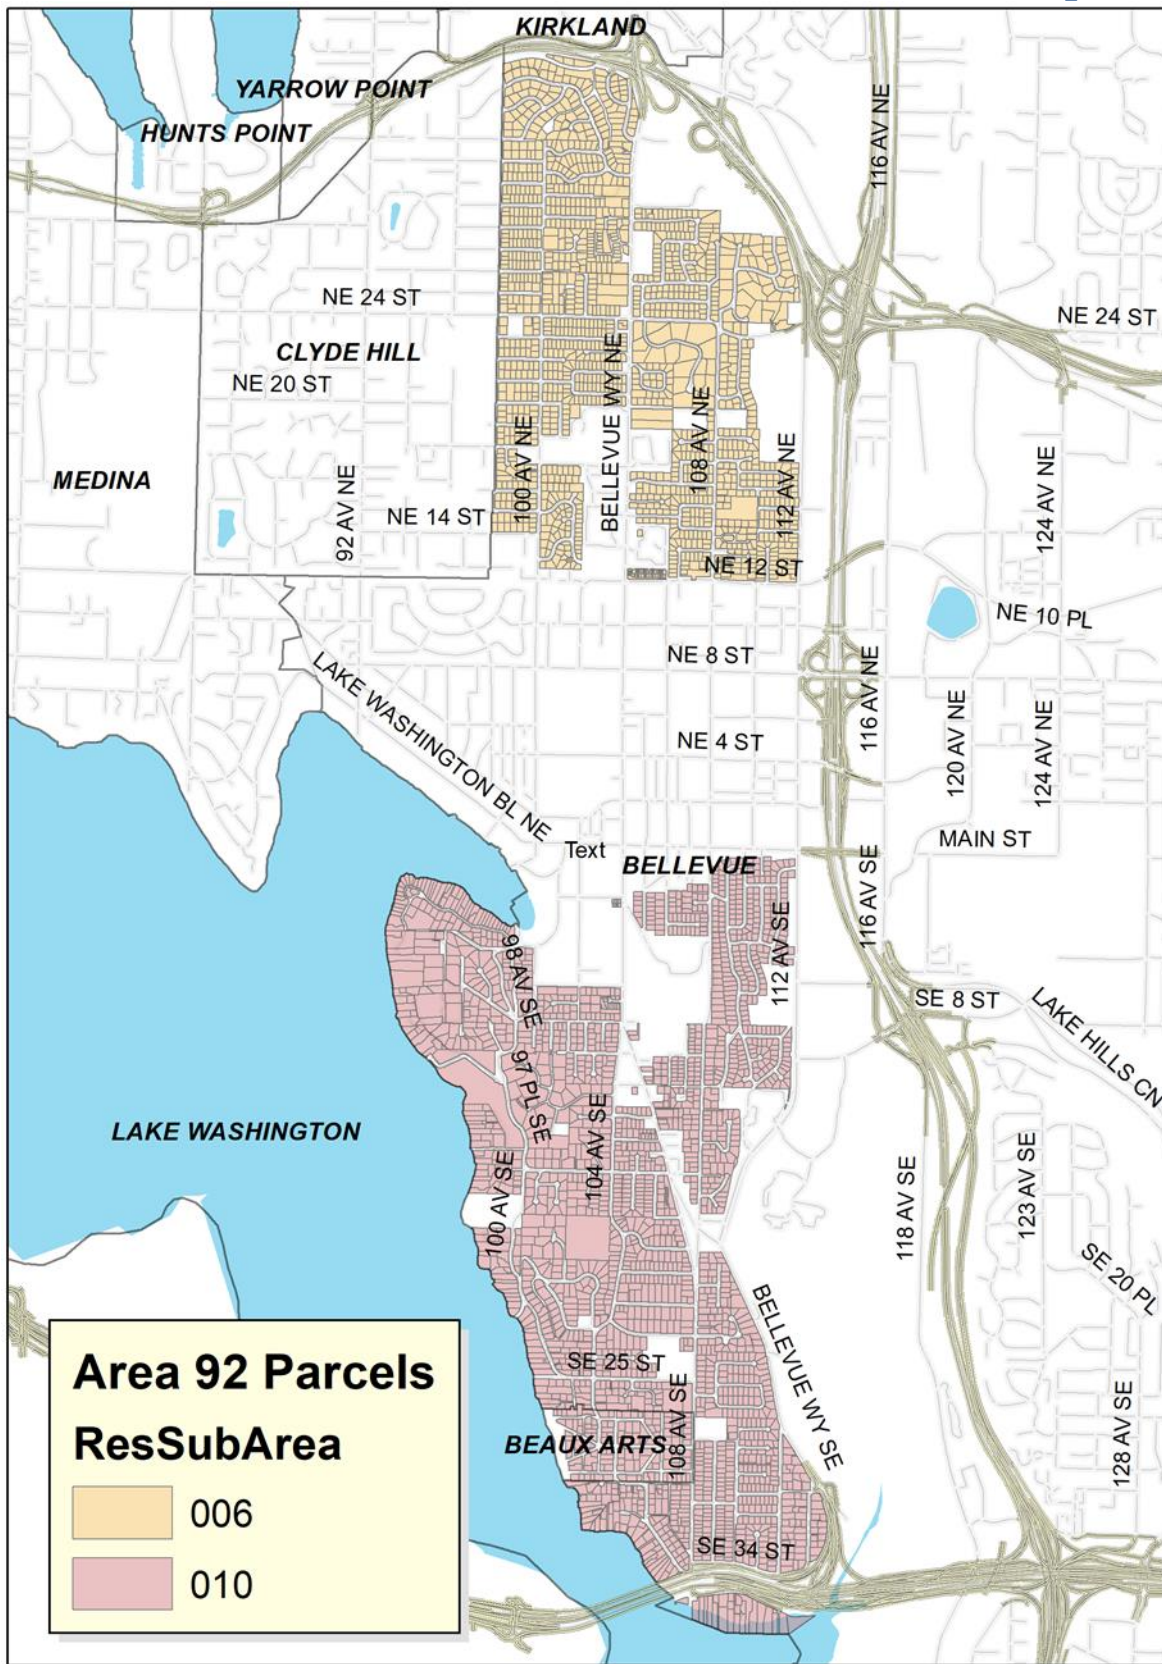 KIRKLAND
YARROW POINT
HUNTS POINT
116 AV NE
NE 24 ST
NE 24 ST
CLYDE HILL
NE 20 ST
BELLEVUE WY NE
MEDINA
92 AV NE
NE 14 ST
100 AV NE
108 AV NE
112 AV NE
124 AV NE
NE 12 ST
NE 10 PL
NE 8 ST
LAKE WASHINGTON BL NE
116 AV NE
NE 4 ST
120 AV NE
124 AV NE
MAIN ST
Text
BELLEVUE
116 AV SE
98 AV SE
112 AV SE
SE 8 ST
LAKE HILLS CN
97 PL SE
LAKE WASHINGTON
104 AV SE
100 AV SE
118 AV SE
123 AV SE
SE 20 PL
BELLEVUE WY SE
SE 25 ST
108 AV SE
BEAUX ARTS
128 AV SE
SE 34 ST
Area 92 Parcels
ResSubArea
006
010